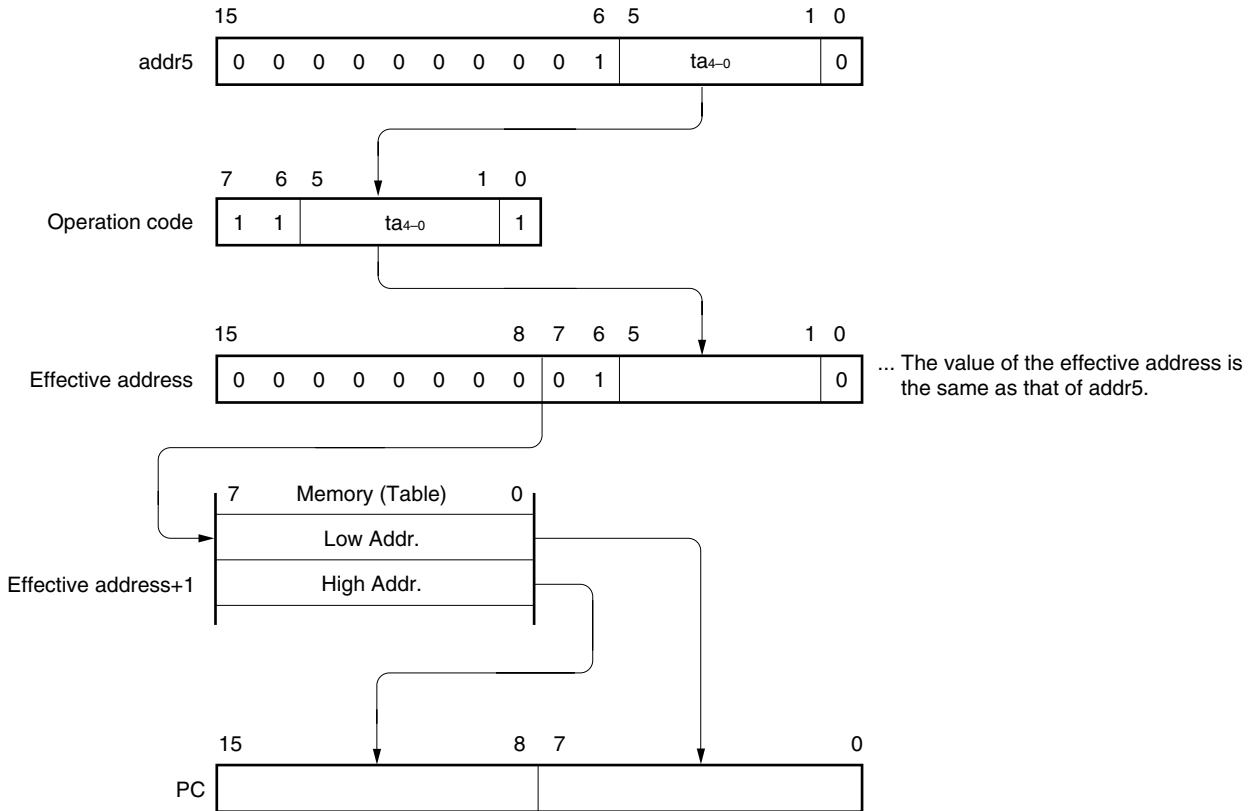 15 6 5 1 0
addr5 0 0 0 0 0 0 0 0 0 1 ta4–0 0
7 6 5 1 0
Operation code 1 1 ta4–0 1
15 8 7 6 5 1 0
Effective address 0 0 0 0 0 0 0 0 0 1 0 ... The value of the effective address is
the same as that of addr5.
7 Memory (Table) 0
Low Addr.
Effective address+1 High Addr.
15 8 7 0
PC